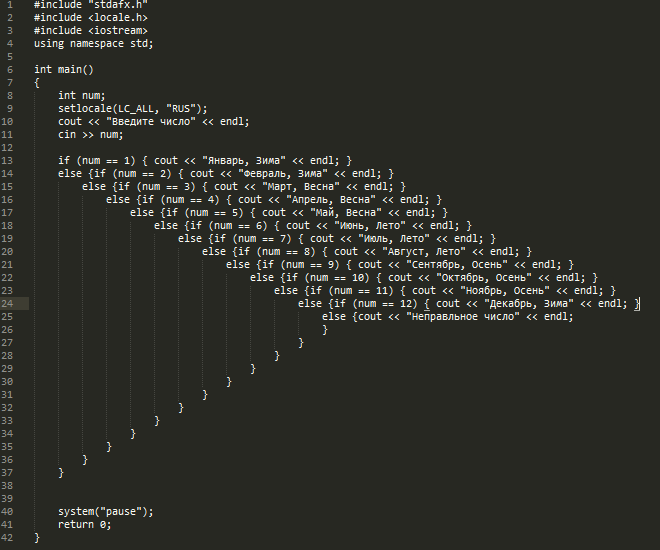 1 #include "stdafx.h"
2 #include <locale.h>
3 #include <iostream>
4 using namespace std;
5
6 int main()
7 {
8 int num;
9 setlocale(LC_ALL, "RUS");
10 cout << "Введите число" << endl;
11 cin >> num;
12
13 if (num == 1) { cout << "Январь, Зима" << endl; }
14 else {if (num == 2) { cout << "Февраль, Зима" << endl; }
15 else {if (num == 3) { cout << "Март, Весна" << endl; }
16 else {if (num == 4) { cout << "Апрель, Весна" << endl; }
17 else {if (num == 5) { cout << "Май, Весна" << endl; }
18 else {if (num == 6) { cout << "Июнь, Лето" << endl; }
19 else {if (num == 7) { cout << "Июль, Лето" << endl; }
20 else {if (num == 8) { cout << "Август, Лето" << endl; }
21 else {if (num == 9) { cout << "Сентябрь, Осень" << endl; }
22 else {if (num == 10) { cout << "Октябрь, Осень" << endl; }
23 else {if (num == 11) { cout << "Ноябрь, Осень" << endl; }
24 else {if (num == 12) { cout << "Декабрь, Зима" << endl; }
25 else {cout << "Неправльное число" << endl;
26 }
27 }
28 }
29 }
30 }
31 }
32 }
33 }
34 }
35 }
36 }
37 }
38
39
40 system("pause");
41 return 0;
42 }